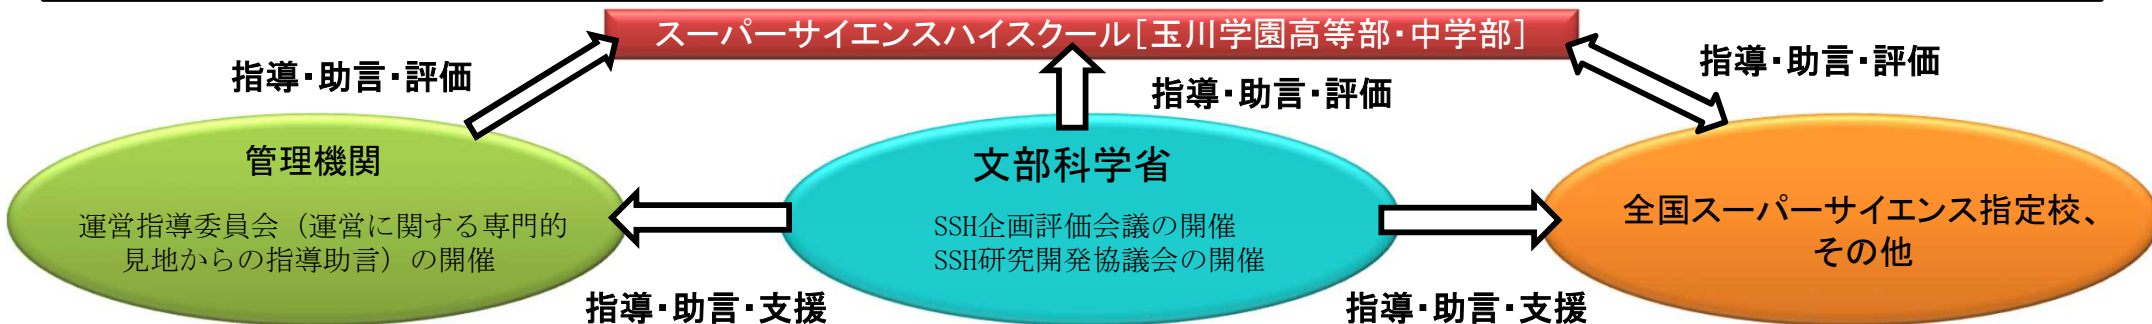 スーパーサイエンスハイスクール[玉川学園高等部・中学部]
指導・助言・評価
指導・助言・評価
指導・助言・評価
管理機関
運営指導委員会（運営に関する専門的
見地からの指導助言）の開催
文部科学省
SSH企画評価会議の開催
SSH研究開発協議会の開催
全国スーパーサイエンス指定校、
その他
指導・助言・支援
指導・助言・支援